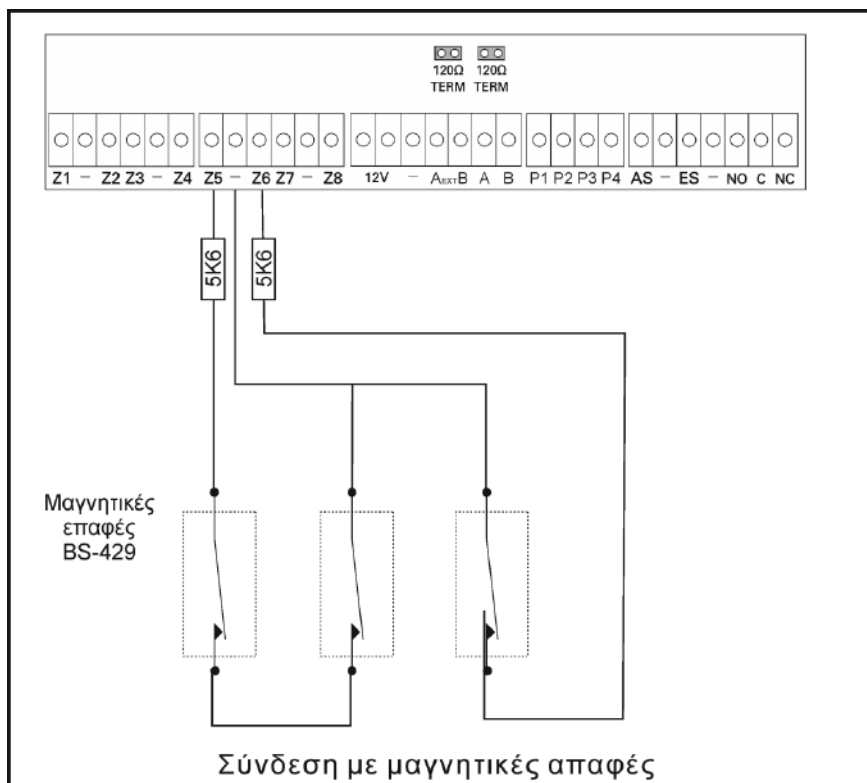 120Ω 120Ω
TERM TERM
Z1 - Z2 Z3 - Z4 Z5 - Z6 Z7 - Z8 12V - AEXTB A B P1 P2 P3 P4 AS - ES - NO C NC
5K6 5K6
Μαγνητικές
επαφές
BS-429
Σύνδεση με μαγνητικές απαφές